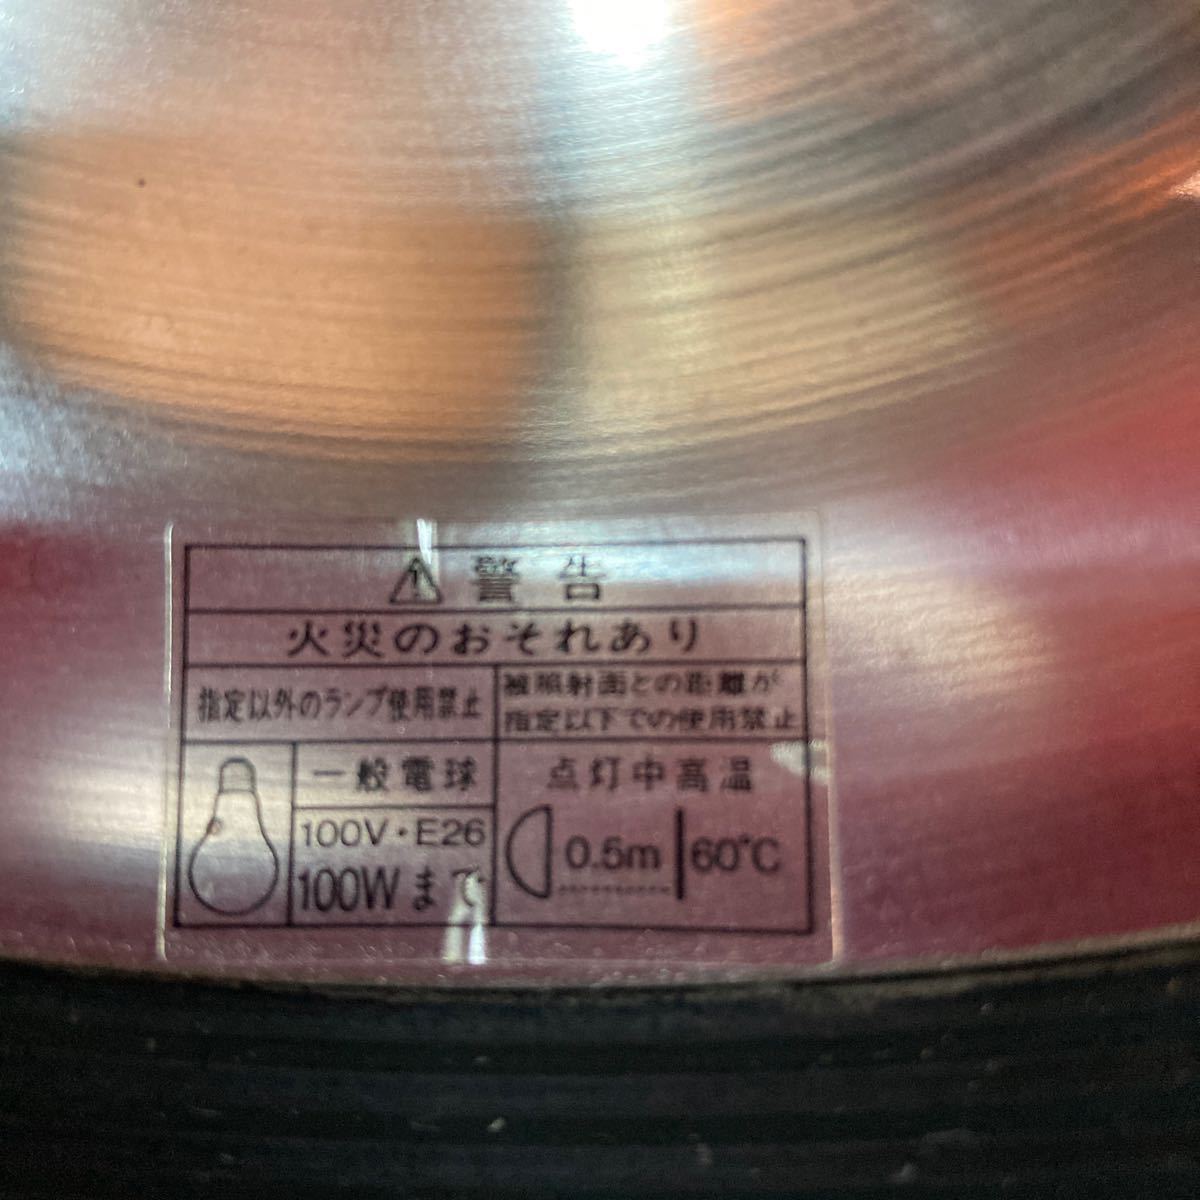 ⚠ 警告
火災のおそれあり
指定以外のランプ使用禁止
被照射面との距離が
指定以下での使用禁止
一般電球
100V・E26
100Wまで
点灯中高温
0.5m 60℃